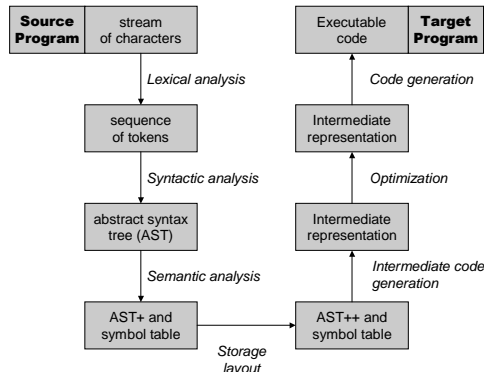 Source
Program
stream
of characters
Executable
code
Target
Program
Lexical analysis
Code generation
sequence
of tokens
Intermediate
representation
Syntactic analysis
Optimization
abstract syntax
tree (AST)
Intermediate
representation
Semantic analysis
Intermediate code
generation
AST+ and
symbol table
AST++ and
symbol table
Storage
layout